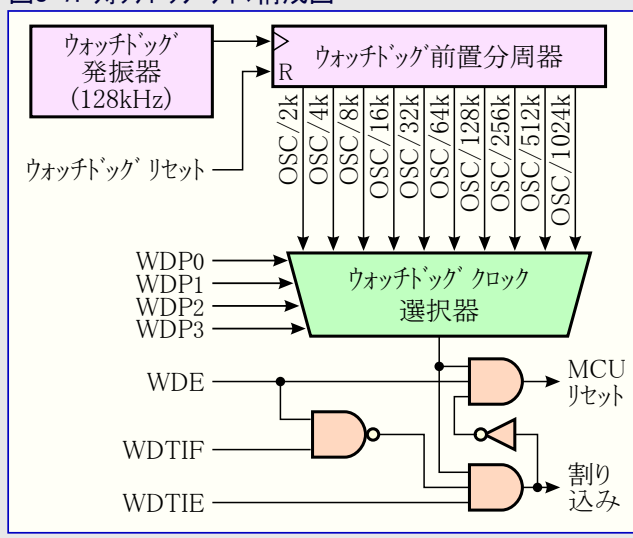 ウォッチドッグ
発振器
(128kHz)
ウォッチドッグ前置分周器
R
ウォッチドッグ リセット
OSC/2k
OSC/4k
OSC/8k
OSC/16k
OSC/32k
OSC/64k
OSC/128k
OSC/256k
OSC/512k
OSC/1024k
WDP0
WDP1
WDP2
WDP3
ウォッチドッグ クロック
選択器
WDE
WDTIF
WDTIE
MCU
リセット
割り
込み